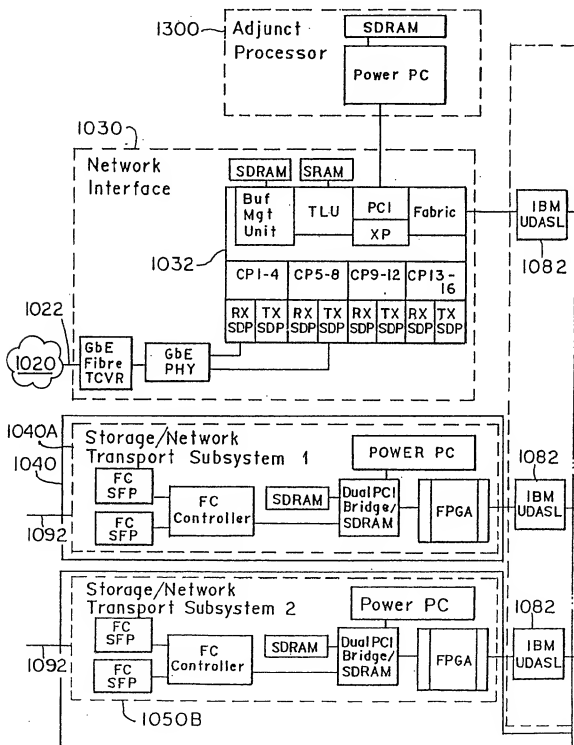 1300
Adjunct
Processor
SDRAM
Power PC
1030
Network
Interface
SDRAM
SRAM
Buf
Mgt
Unit
TLU
PCI
XP
Fabric
IBM
UDASL
1082
1032
CP1-4
CP5-8
CP9-12
CP13-
16
RX
SDP
TX
SDP
RX
SDP
TX
SDP
RX
SDP
TX
SDP
RX
SDP
TX
SDP
1022
1020
GbE
Fibre
TCVR
GbE
PHY
1040A
1040
Storage/Network
Transport Subsystem 1
POWER PC
FC
SFP
FC
SFP
FC
Controller
SDRAM
Dual PCI
Bridge/
SDRAM
FPGA
1082
IBM
UDASL
1092
Storage/Network
Transport Subsystem 2
Power PC
FC
SFP
FC
SFP
FC
Controller
SDRAM
Dual PCI
Bridge/
SDRAM
FPGA
1082
IBM
UDASL
1092
1050B